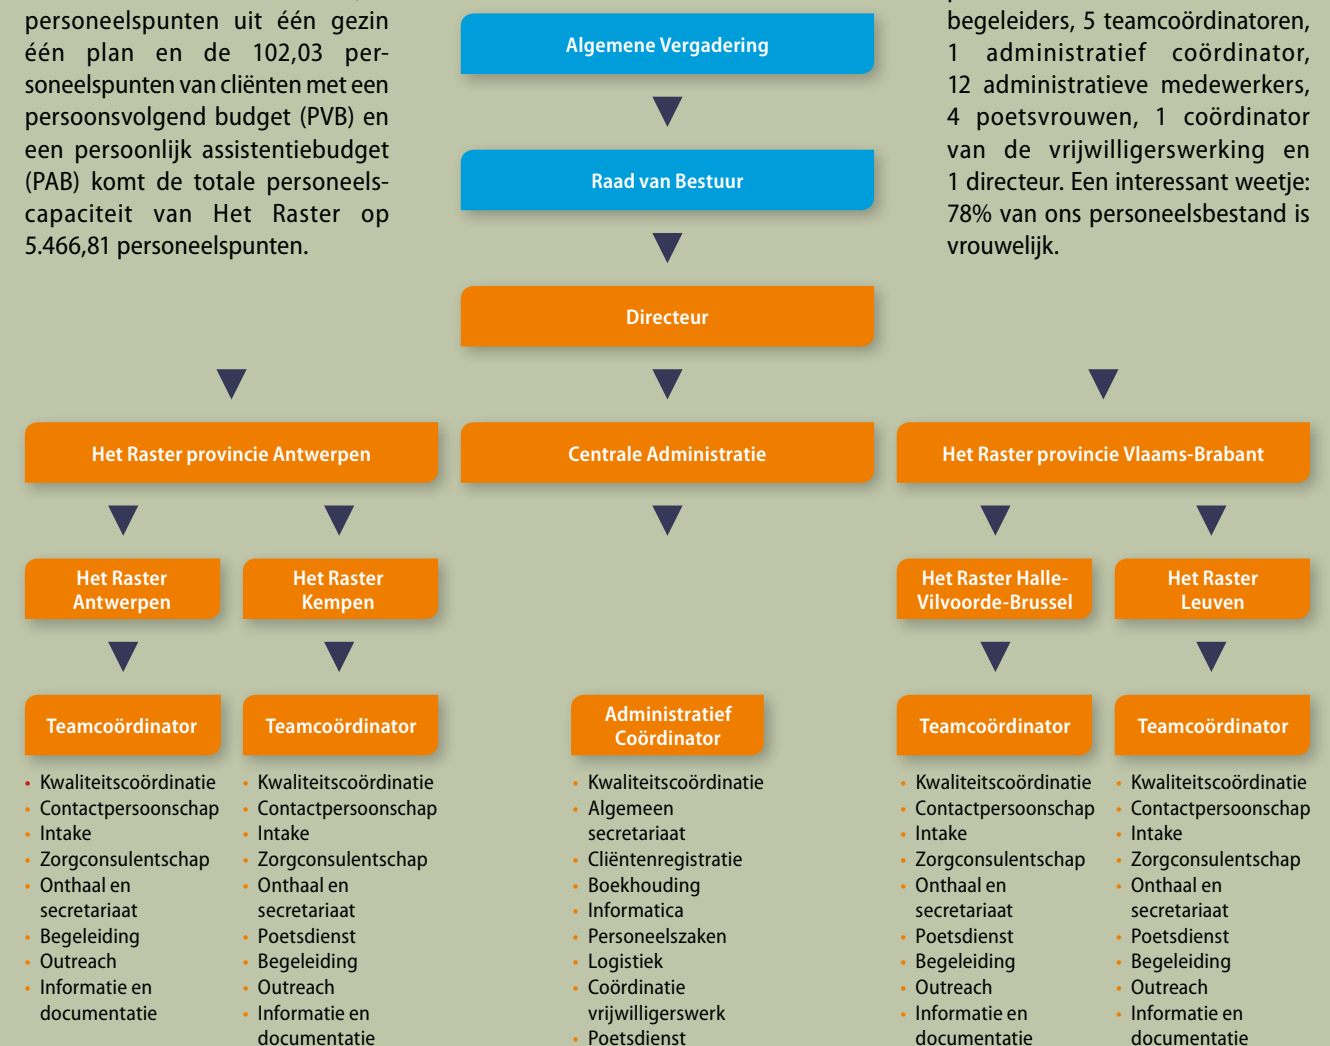 personeelspunten uit één gezin
één plan en de 102,03 per-
soneelspunten van cliënten met een
persoonsvolgend budget (PVB) en
een persoonlijk assistentiebudget
(PAB) komt de totale personeels-
capaciteit van Het Raster op
5.466,81 personeelspunten.
begeleiders, 5 teamcoördinatoren,
1 administratief coördinator,
12 administratieve medewerkers,
4 poetsvrouwen, 1 coördinator
van de vrijwilligerswerking en
1 directeur. Een interessant weetje:
78% van ons personeelsbestand is
vrouwelijk.
Algemene Vergadering
Raad van Bestuur
Directeur
Het Raster provincie Antwerpen
Centrale Administratie
Het Raster provincie Vlaams-Brabant
Het Raster
Antwerpen
Het Raster
Kempen
Het Raster Halle-
Vilvoorde-Brussel
Het Raster
Leuven
Teamcoördinator
• Kwaliteitscoördinatie
• Contactpersoonschap
• Intake
• Zorgconsulentschap
• Onthaal en
secretariaat
• Begeleiding
• Outreach
• Informatie en
documentatie
Teamcoördinator
• Kwaliteitscoördinatie
• Contactpersoonschap
• Intake
• Zorgconsulentschap
• Onthaal en
secretariaat
• Poetsdienst
• Begeleiding
• Outreach
• Informatie en
documentatie
Administratief
Coördinator
• Kwaliteitscoördinatie
• Algemeen
secretariaat
• Cliëntenregistratie
• Boekhouding
• Informatica
• Personeelszaken
• Logistiek
• Coördinatie
vrijwilligerswerk
• Poetsdienst
Teamcoördinator
• Kwaliteitscoördinatie
• Contactpersoonschap
• Intake
• Zorgconsulentschap
• Onthaal en
secretariaat
• Poetsdienst
• Begeleiding
• Outreach
• Informatie en
documentatie
Teamcoördinator
• Kwaliteitscoördinatie
• Contactpersoonschap
• Intake
• Zorgconsulentschap
• Onthaal en
secretariaat
• Poetsdienst
• Begeleiding
• Outreach
• Informatie en
documentatie